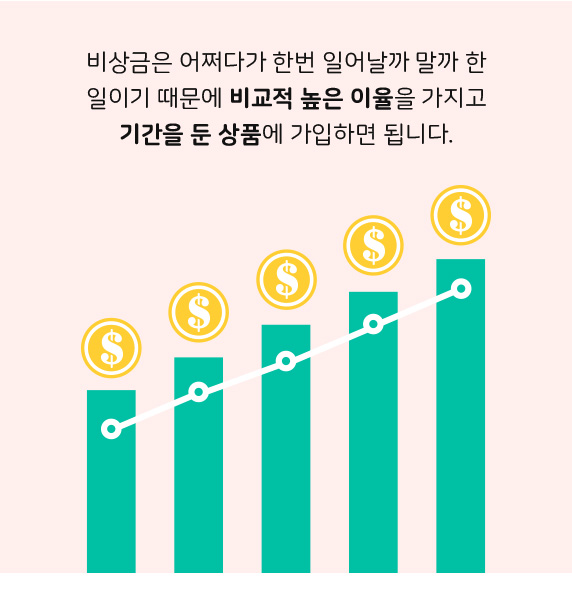 비상금은 어쩌다가 한번 일어날까 말까 한
일이기 때문에 비교적 높은 이율을 가지고
기간을 둔 상품에 가입하면 됩니다.
$
$
$
$
$